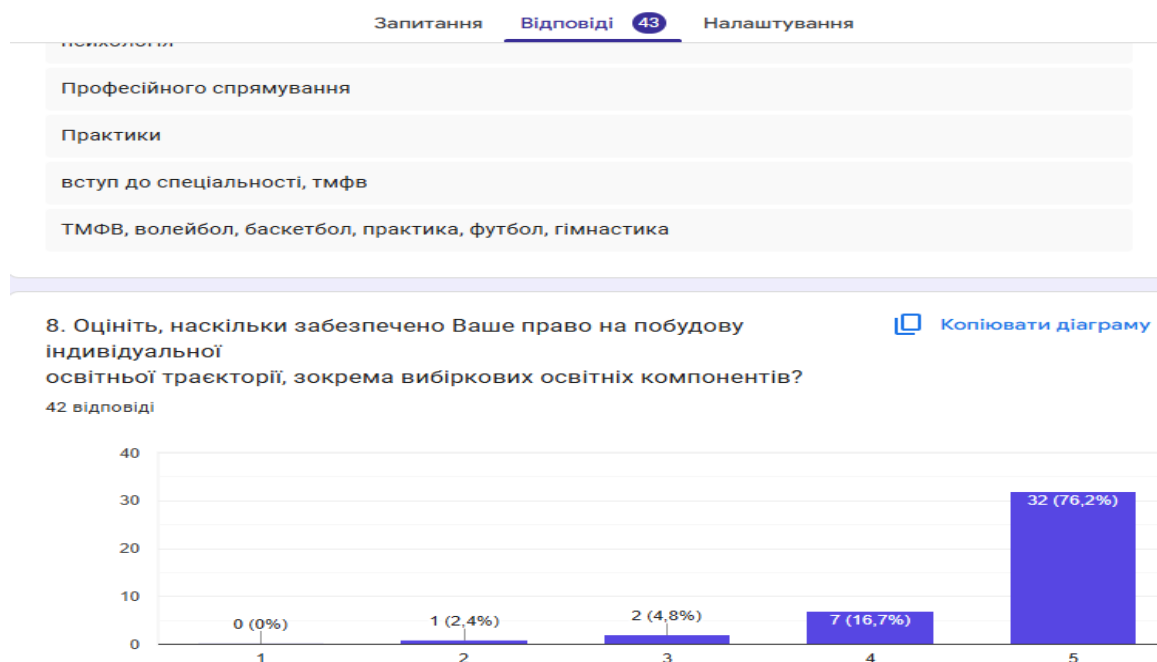 Запитання Відповіді 43 Налаштування
психологія
Професійного спрямування
Практики
вступ до спеціальності, тмфв
ТМФВ, волейбол, баскетбол, практика, футбол, гімнастика
8. Оцініть, наскільки забезпечено Ваше право на побудову
індивідуальної
освітньої траєкторії, зокрема вибіркових освітніх компонентів?
Копіювати діаграму
42 відповіді
40
30
20
10
0
0 (0%) 1 (2,4%) 2 (4,8%) 7 (16,7%) 32 (76,2%)
1 2 3 4 5